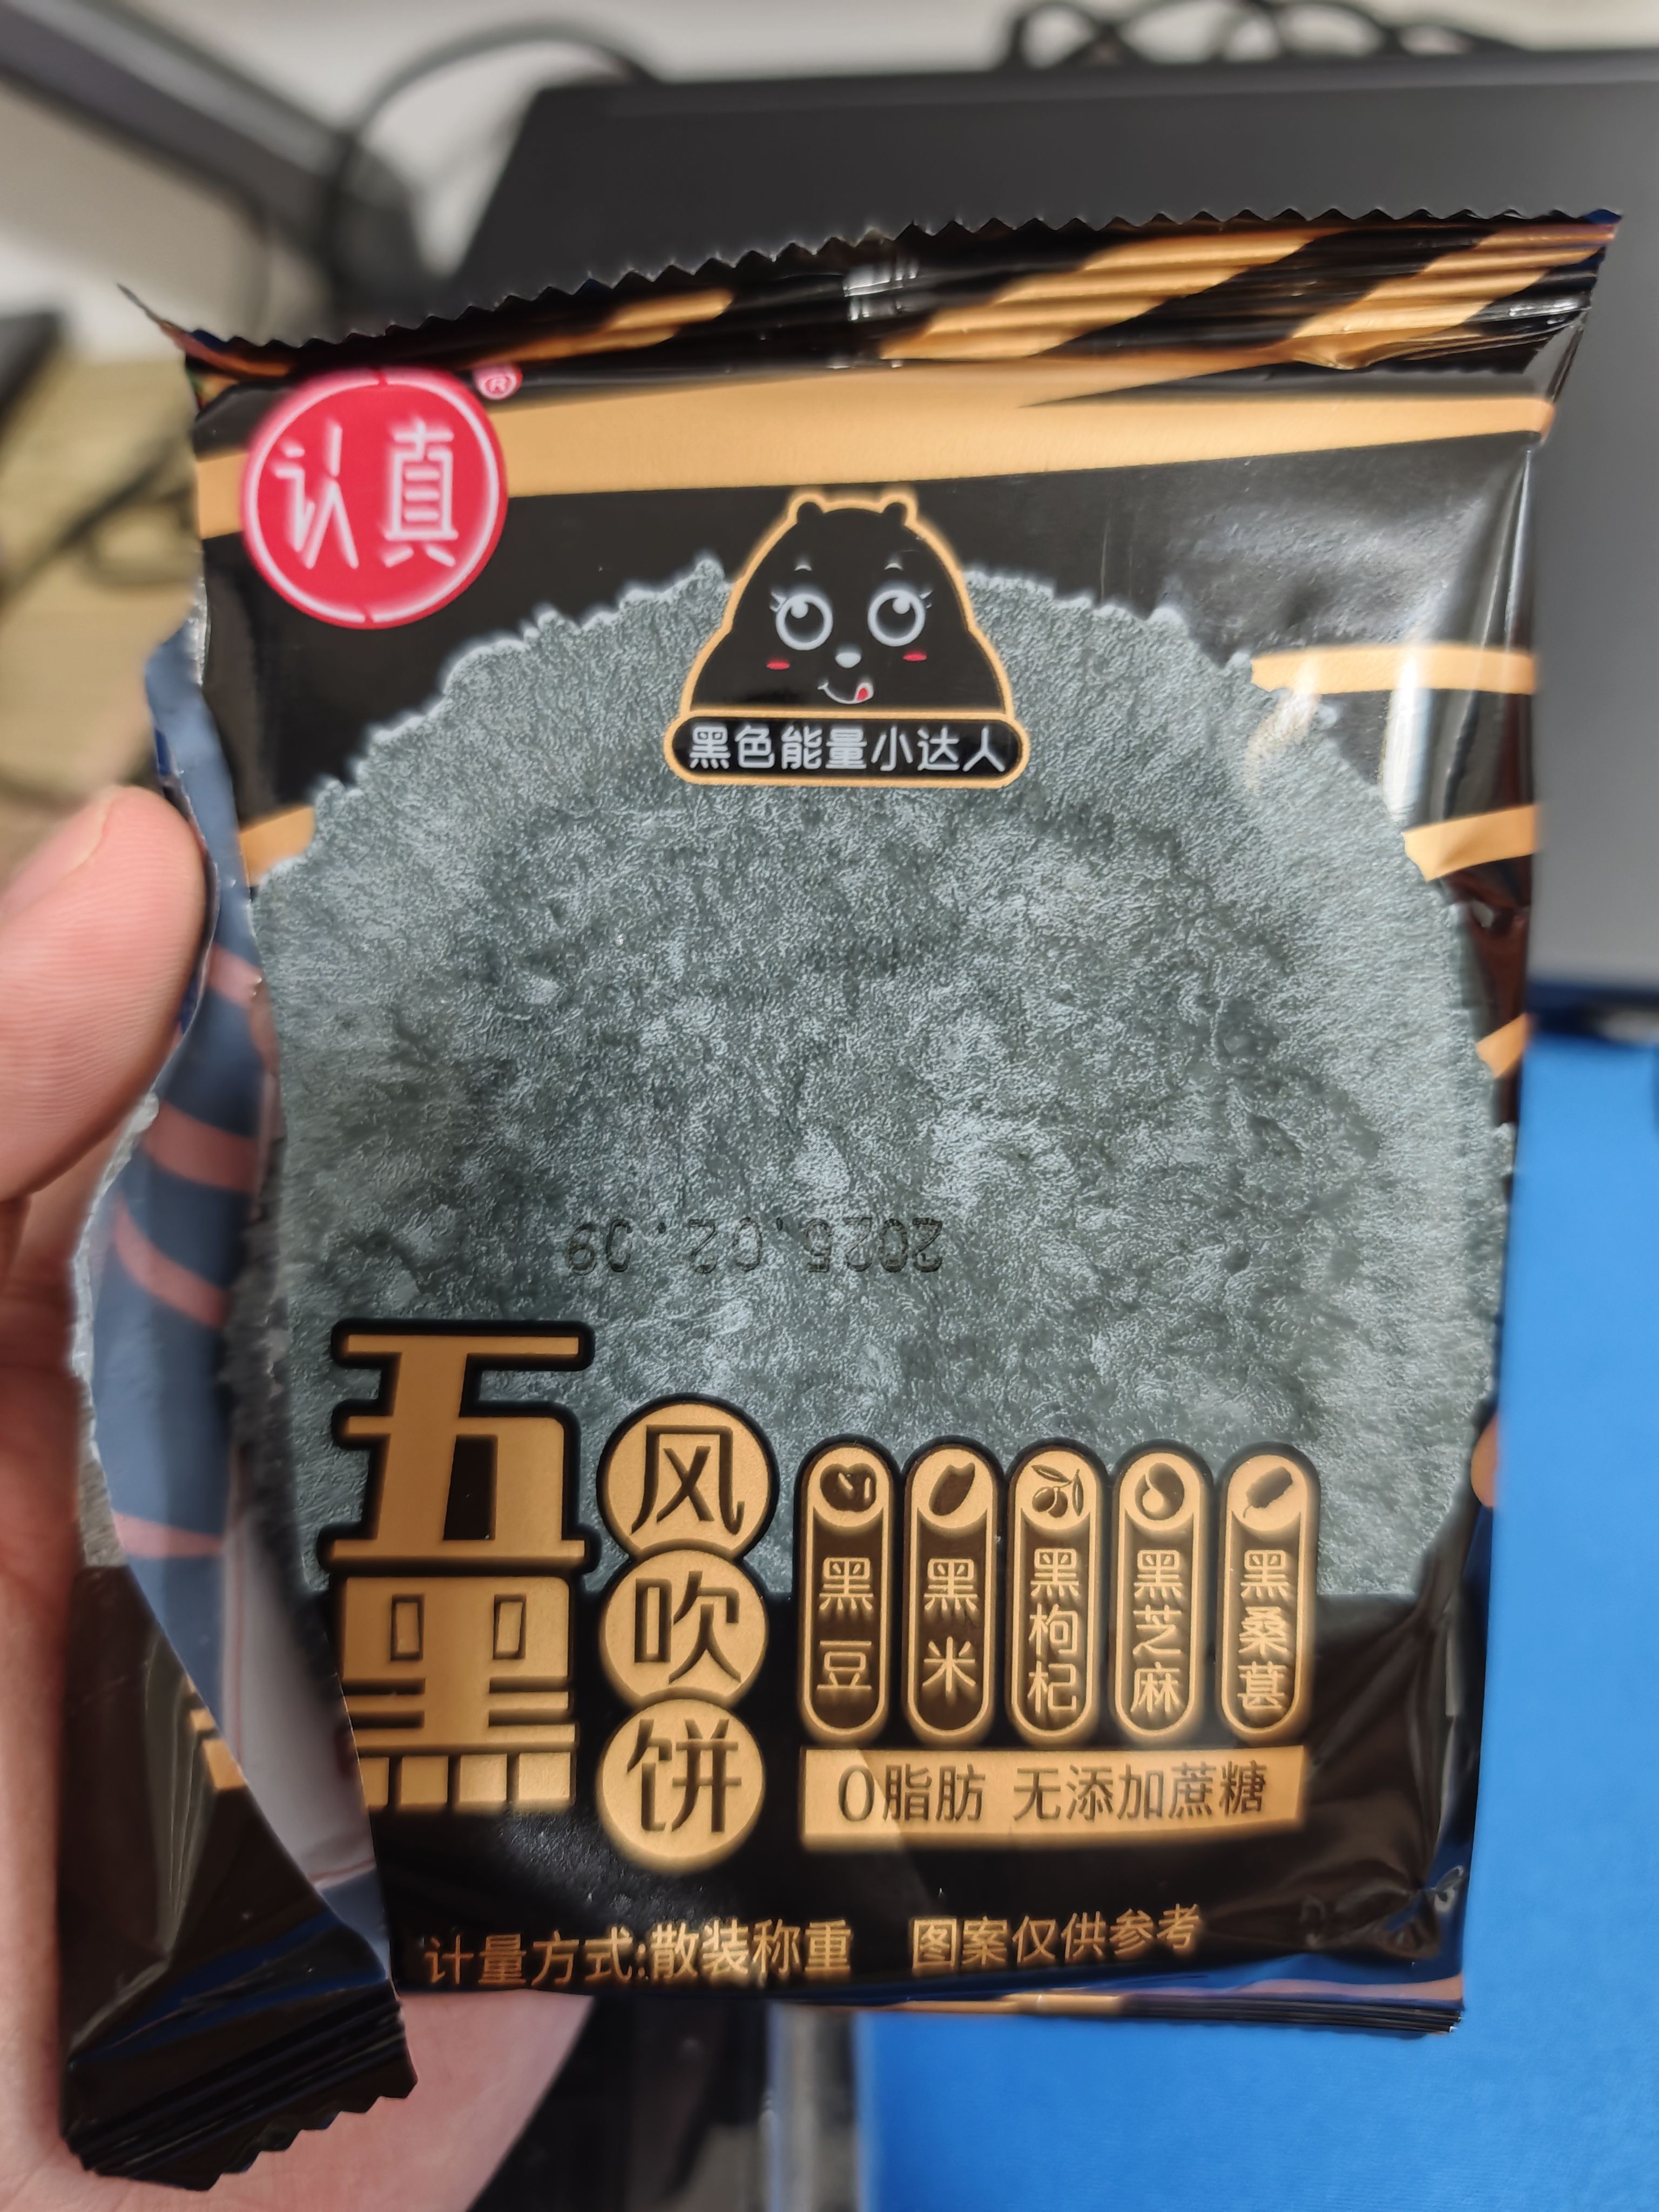 认真®
黑色能量小达人
2025.02.09
五黑
风吹饼
黑豆
黑米
黑枸杞
黑芝麻
黑桑葚
0脂肪 无添加蔗糖
计量方式:散装称重 图案仅供参考